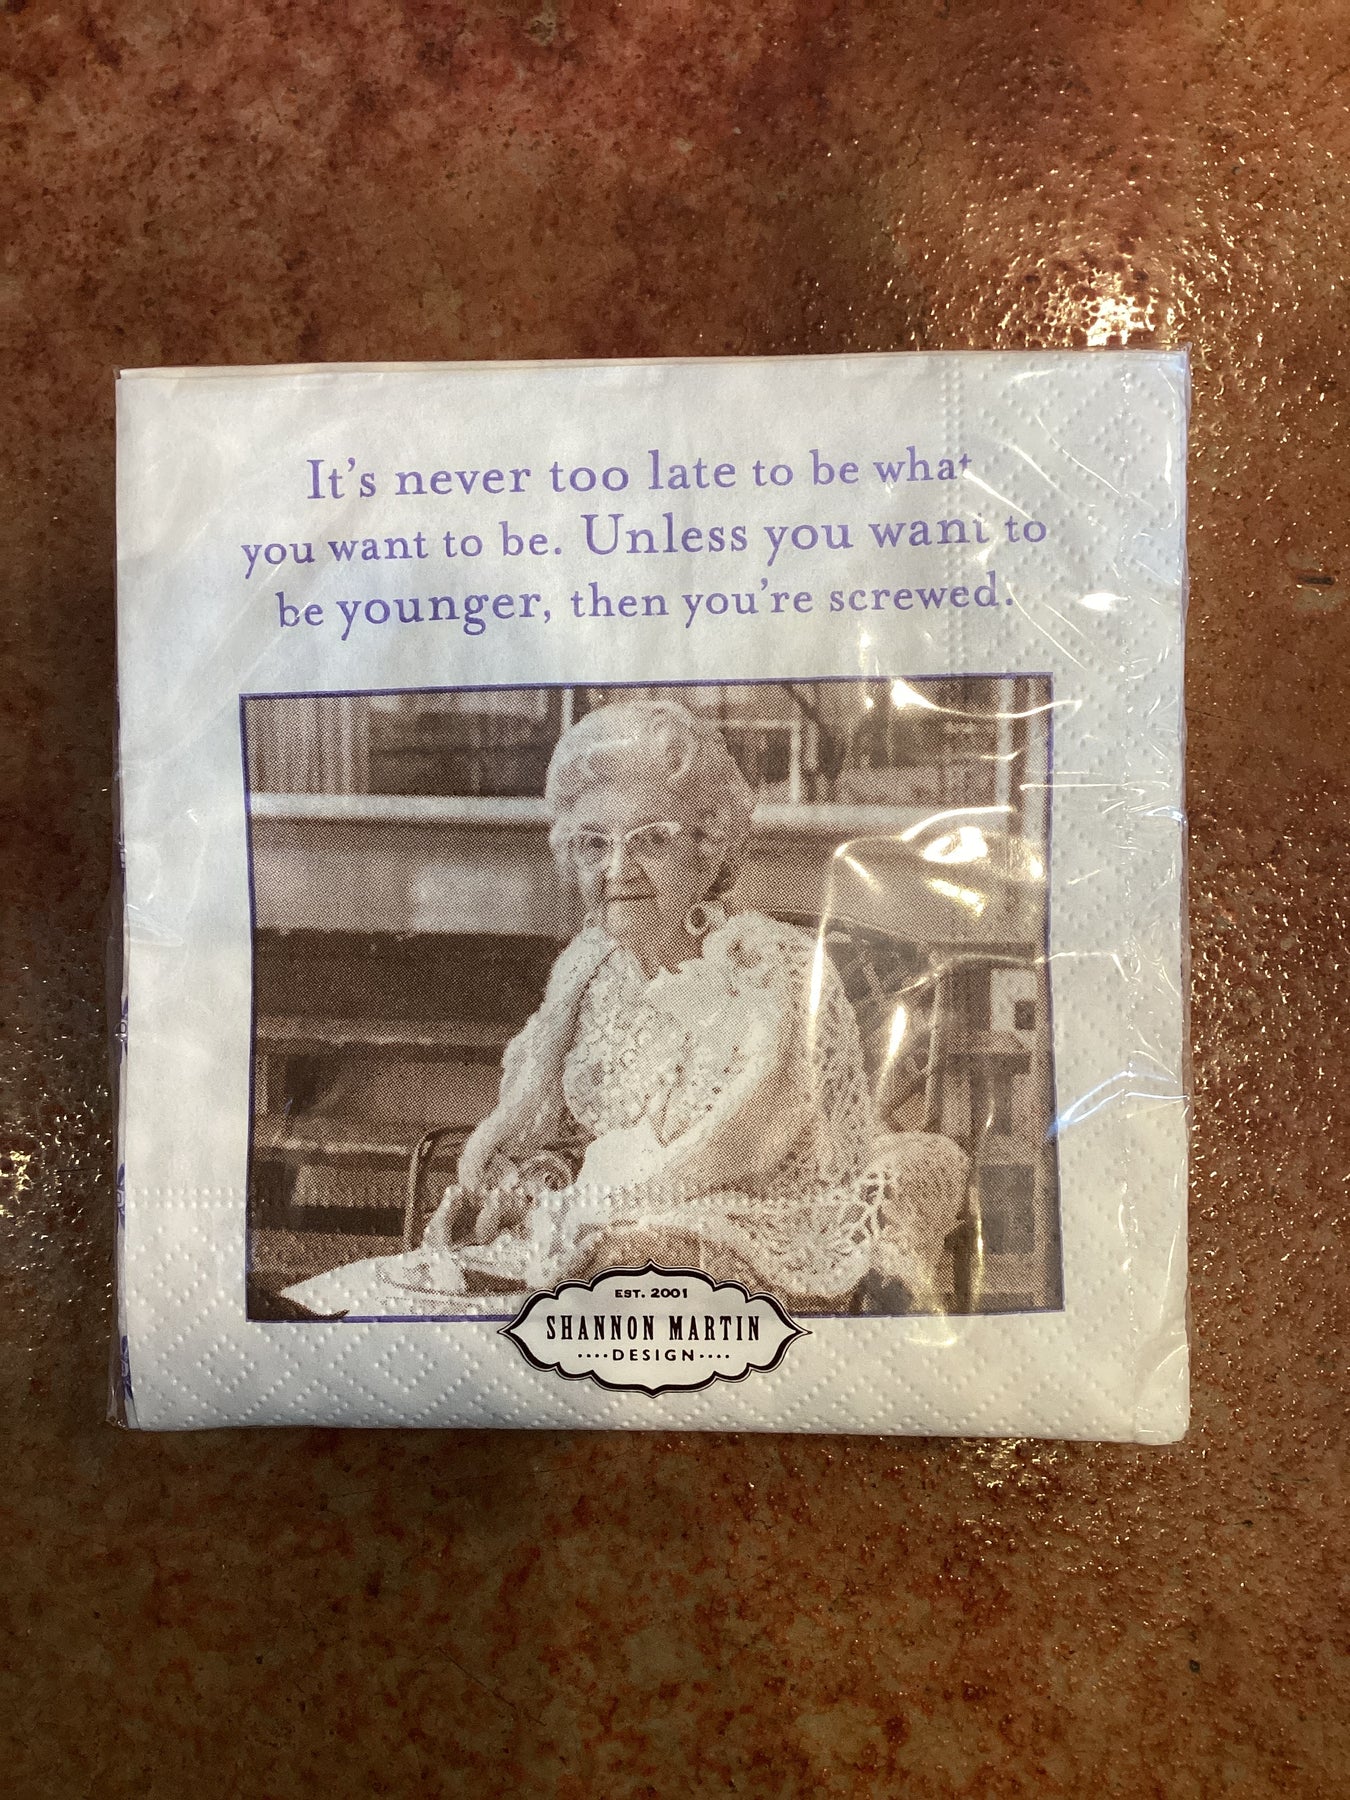 It's never too late to be what
you want to be. Unless you want to
be younger, then you're screwed.
EST. 2001
SHANNON MARTIN
····DESIGN····